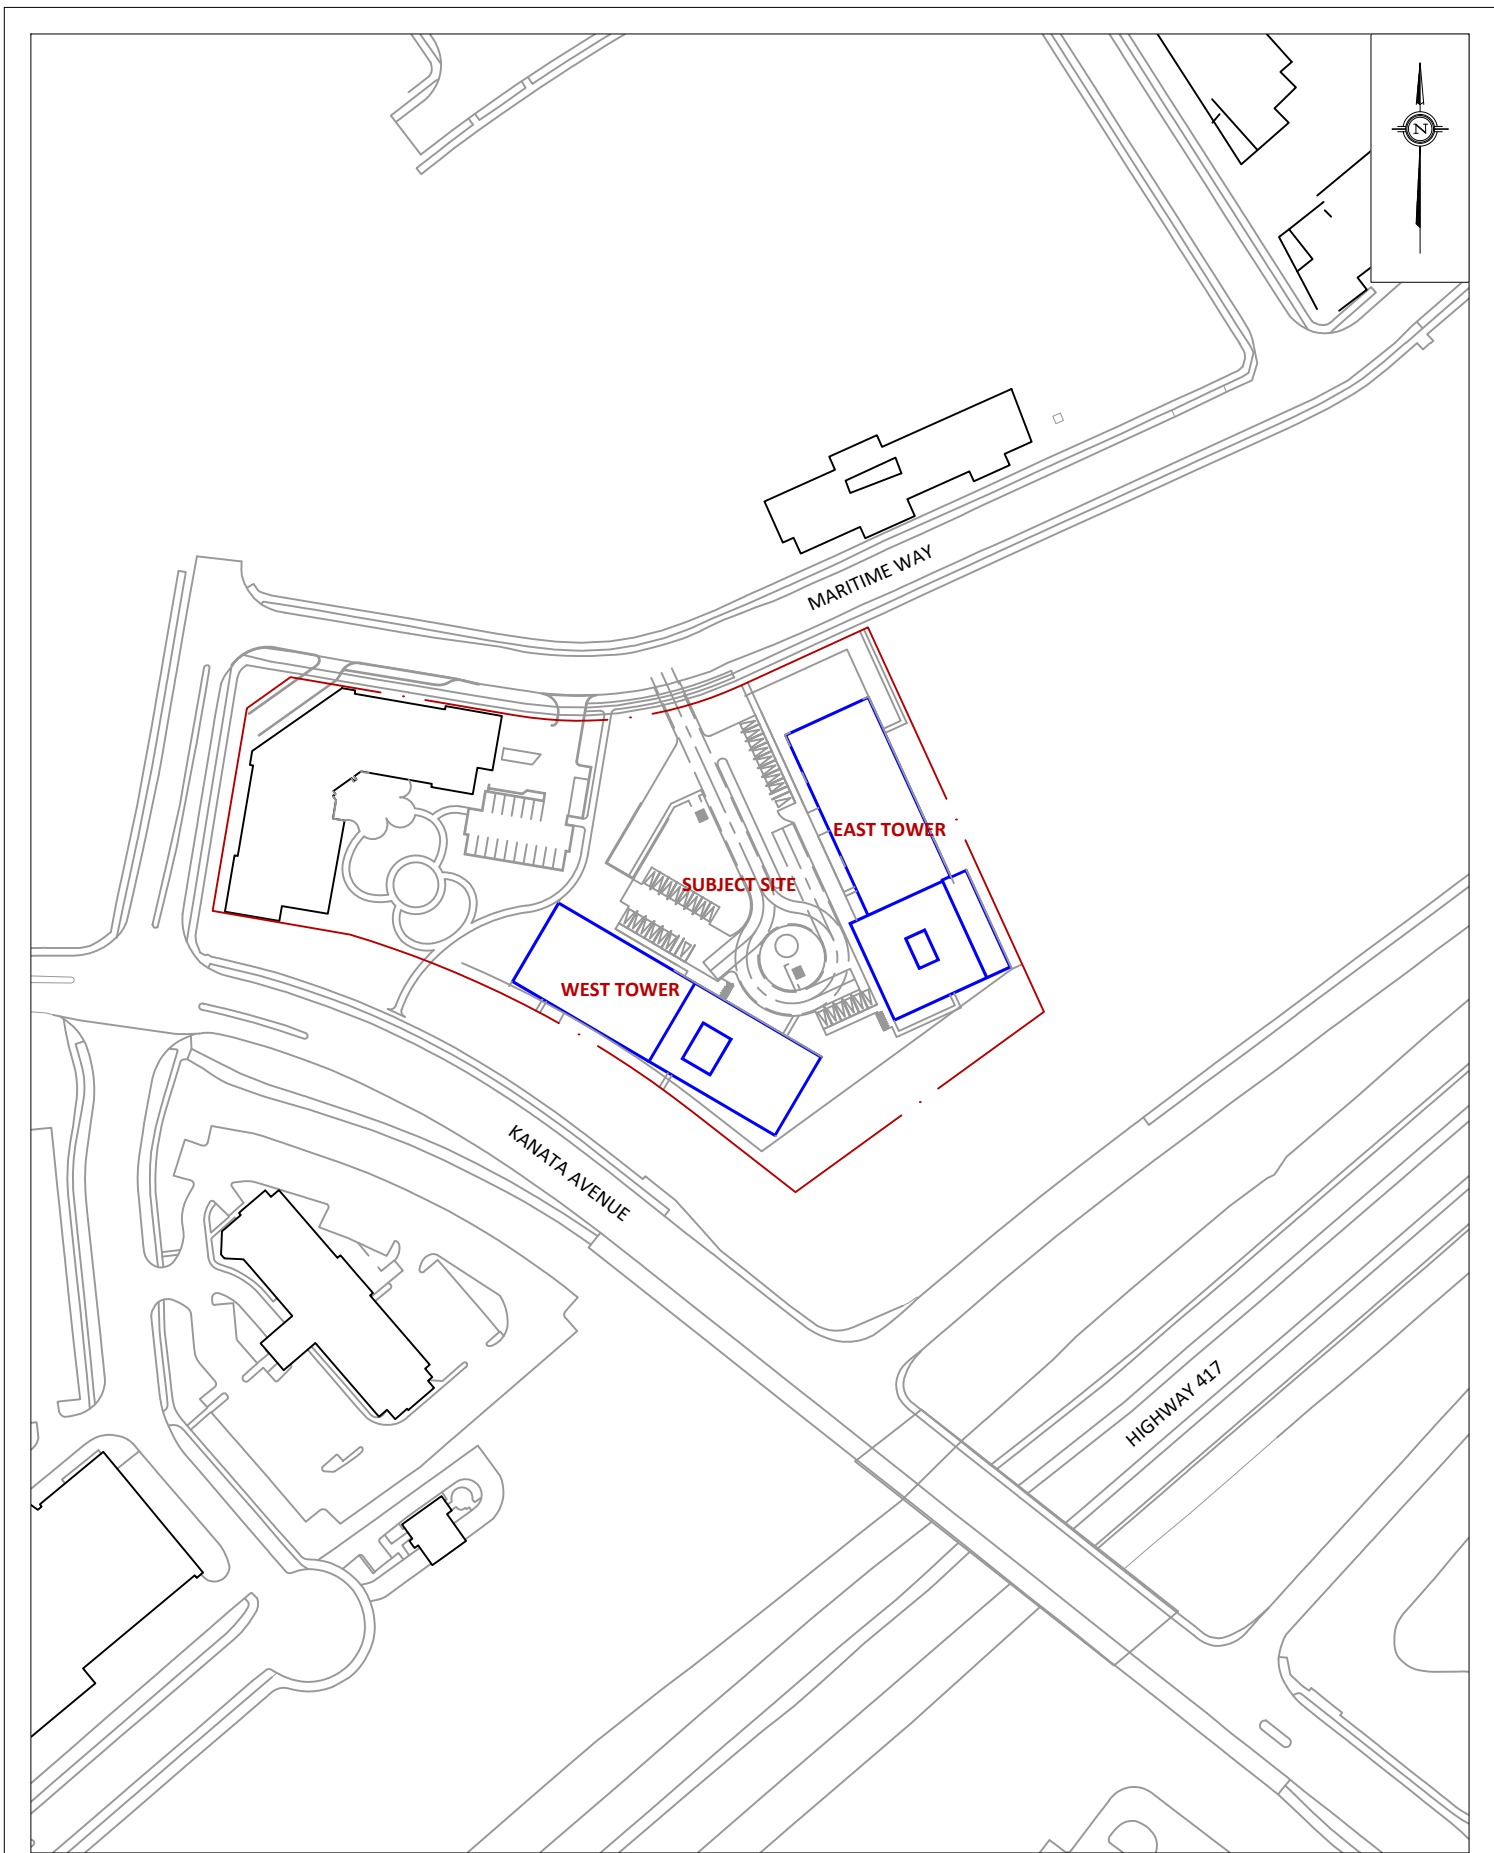 N
MARITIME WAY
EAST TOWER
SUBJECT SITE
WEST TOWER
KANATA AVENUE
HIGHWAY 417